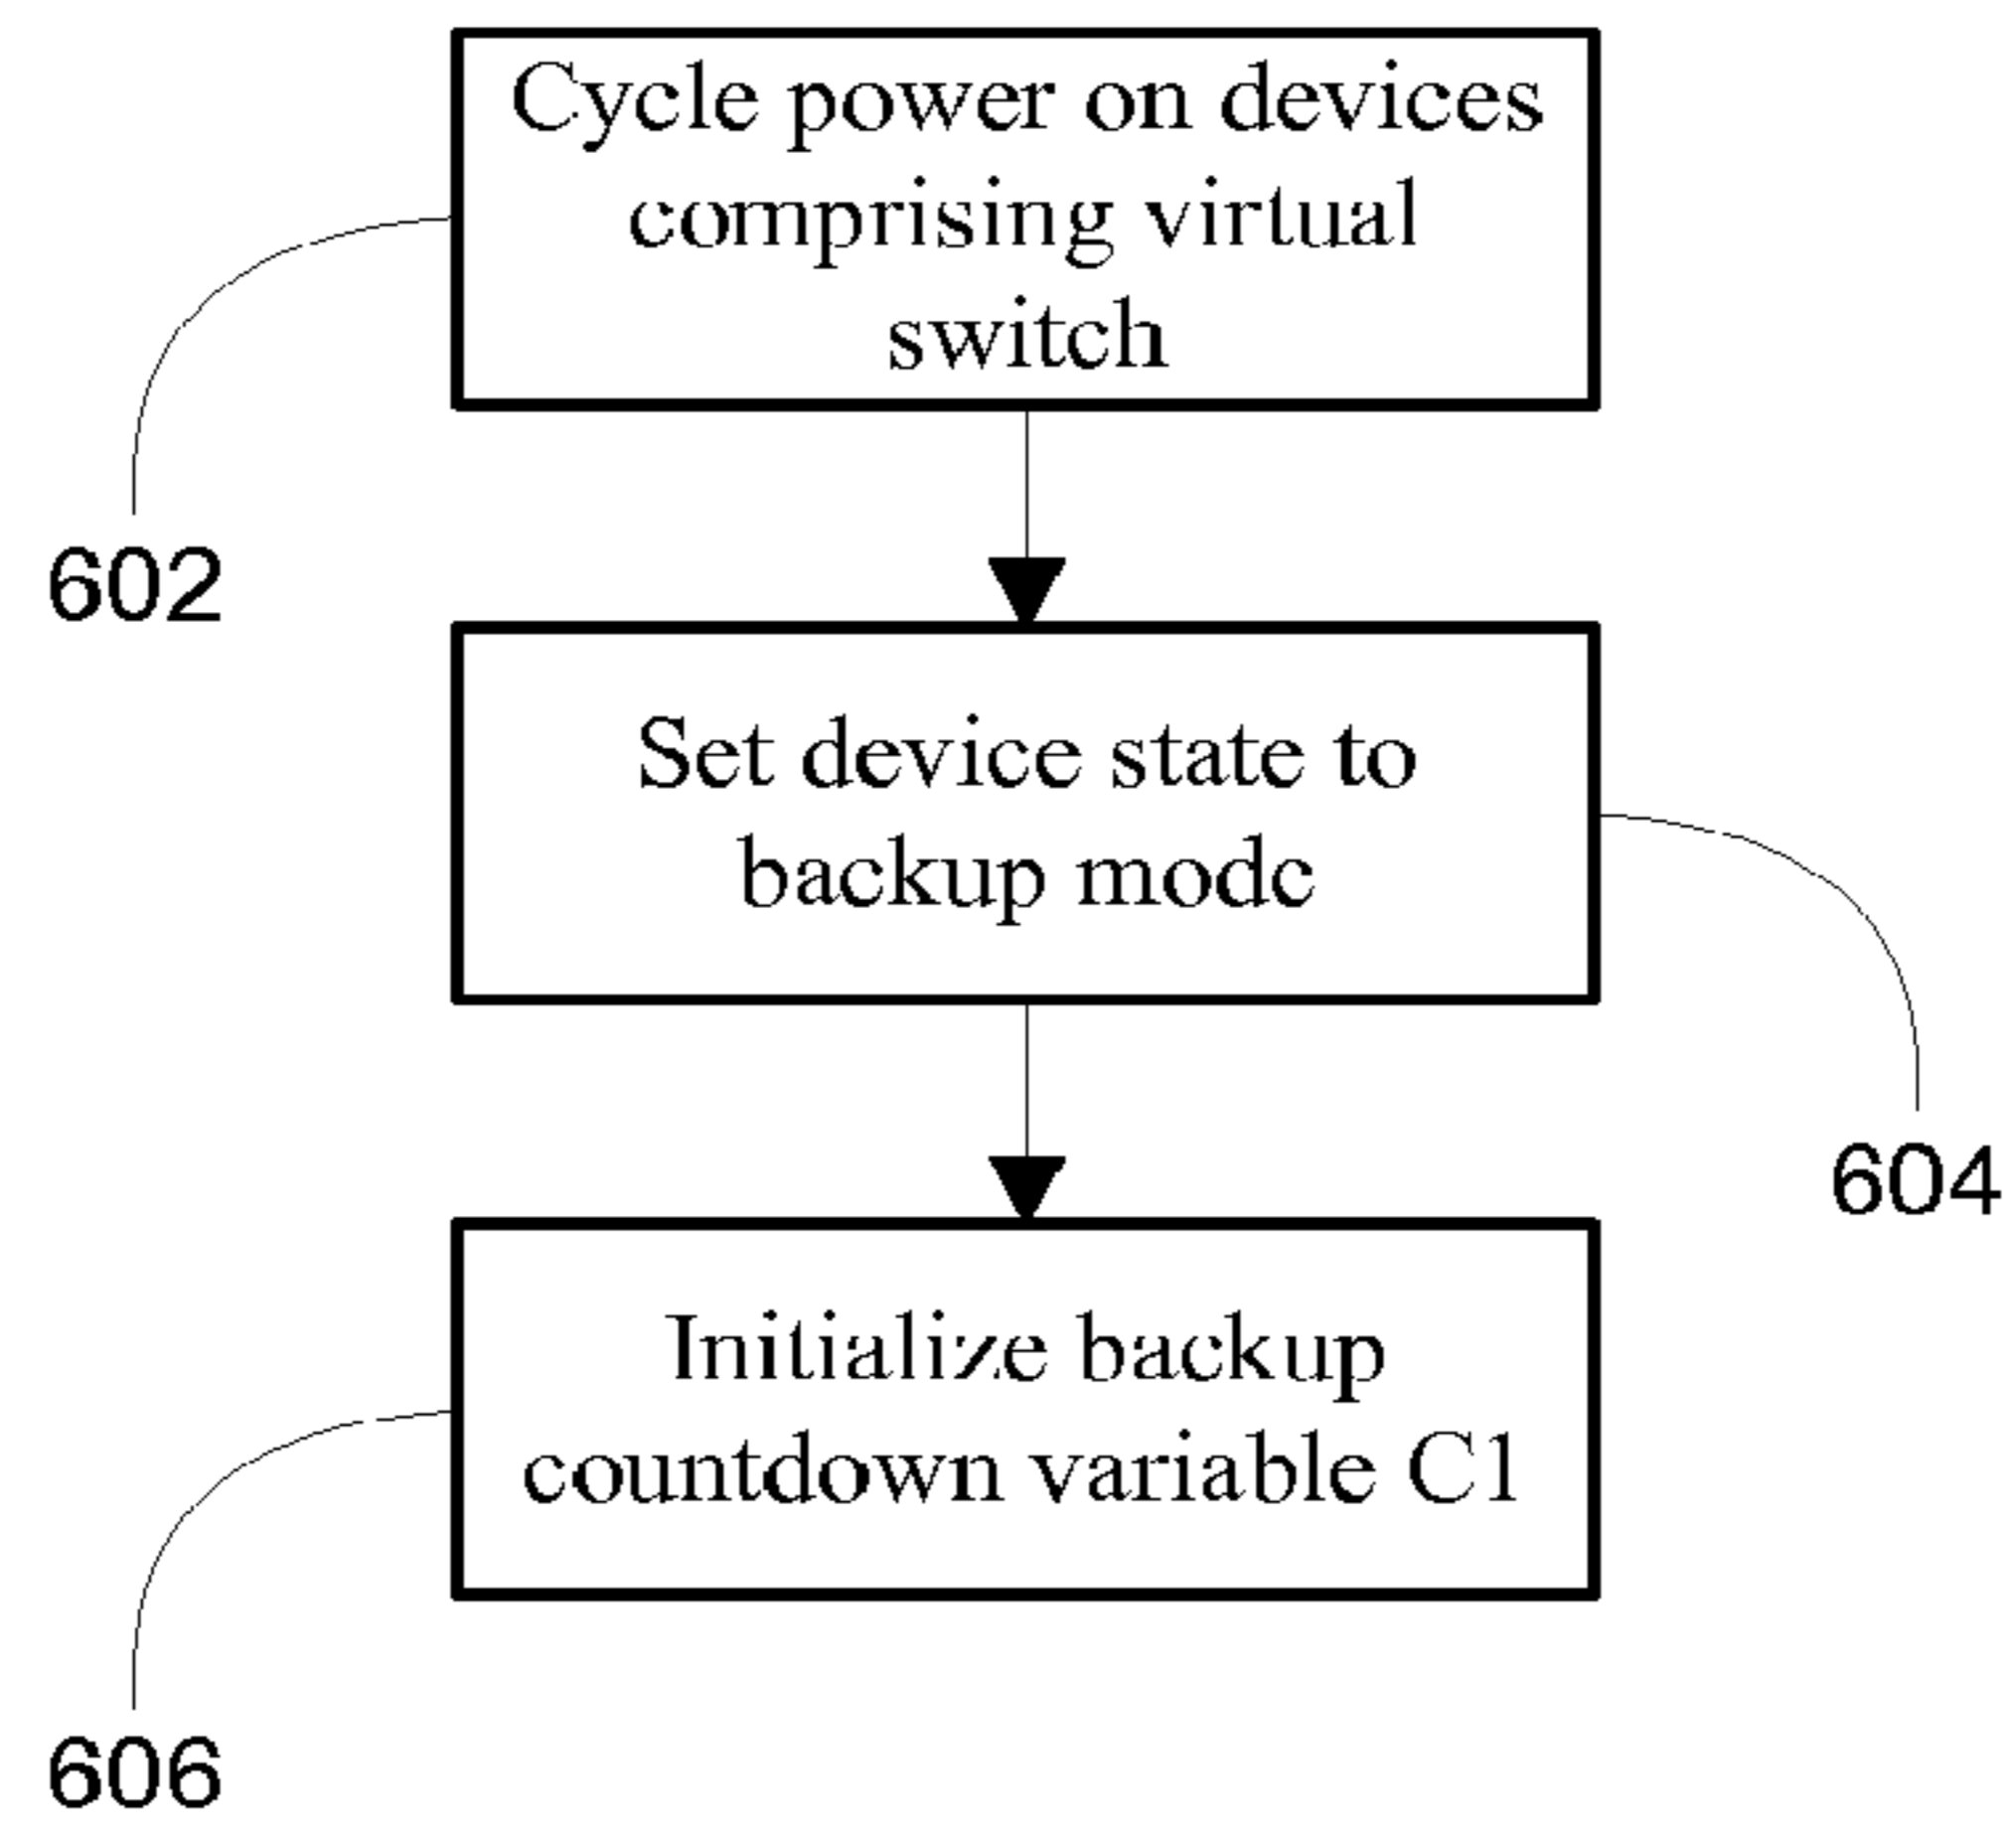 Cycle power on devices
comprising virtual
switch
602
Set device state to
backup mode
604
Initialize backup
countdown variable C1
606